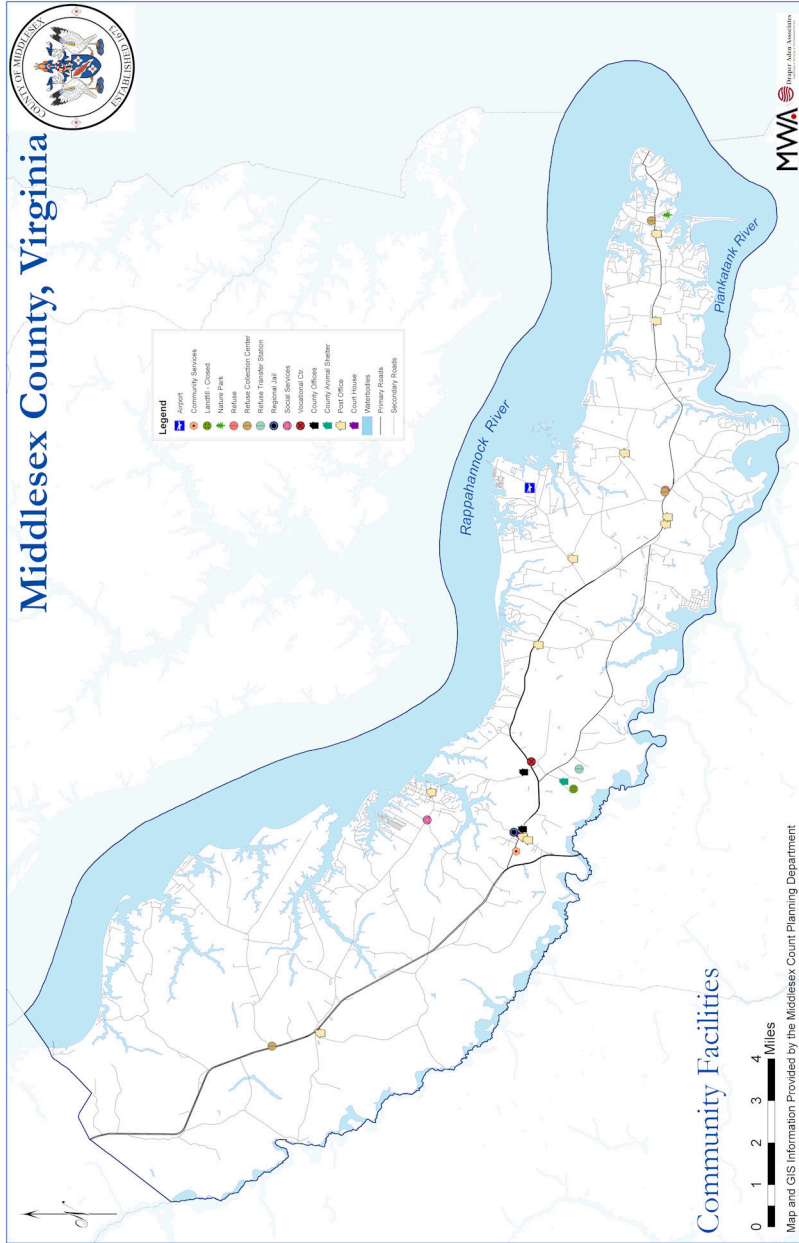 Middlesex County, Virginia
COUNTY OF MIDDLESEX
ESTABLISHED 1673
Legend
Airport
Community Services
Landfill - Closed
Nature Park
Refuse
Refuse Collection Center
Refuse Transfer Station
Regional Jail
Social Services
Vocational Ctr.
County Offices
County Animal Shelter
Post Office
Court House
Waterbodies
Primary Roads
Secondary Roads
Rappahannock River
Piankatank River
N
Community Facilities
0 1 2 3 4
Miles
Map and GIS Information Provided by the Middlesex Count Planning Department
MWA
Draper Aden Associates